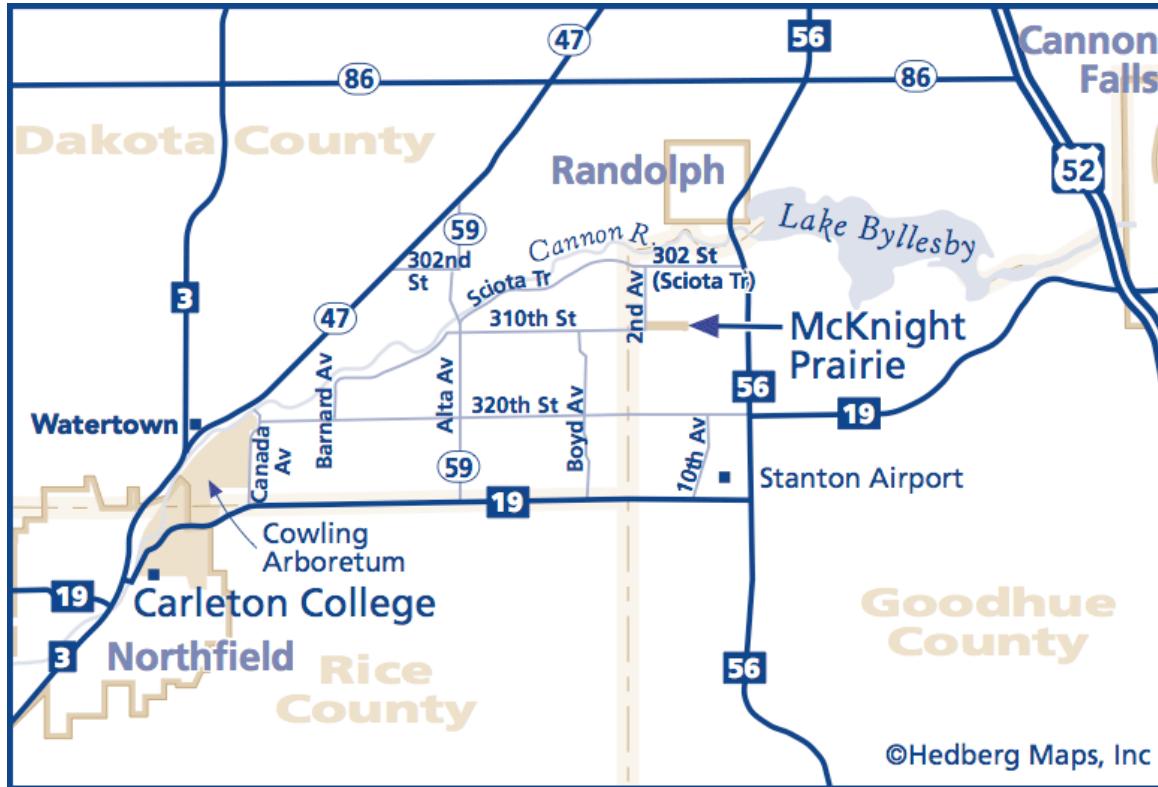 47
56
Cannon
Falls
86
86
Dakota County
Randolph
52
59
Cannon R.
Lake Byllesby
302nd
St
Sciota Tr
302 St
(Sciota Tr)
3
47
310th St
2nd Av
McKnight
Prairie
Barnard Av
Alta Av
Boyd Av
56
320th St
19
Watertown
Canada
Av
10th Av
59
Stanton Airport
19
Cowling
Arboretum
19
Carleton College
Goodhue
County
3
Northfield
Rice
County
56
©Hedberg Maps, Inc